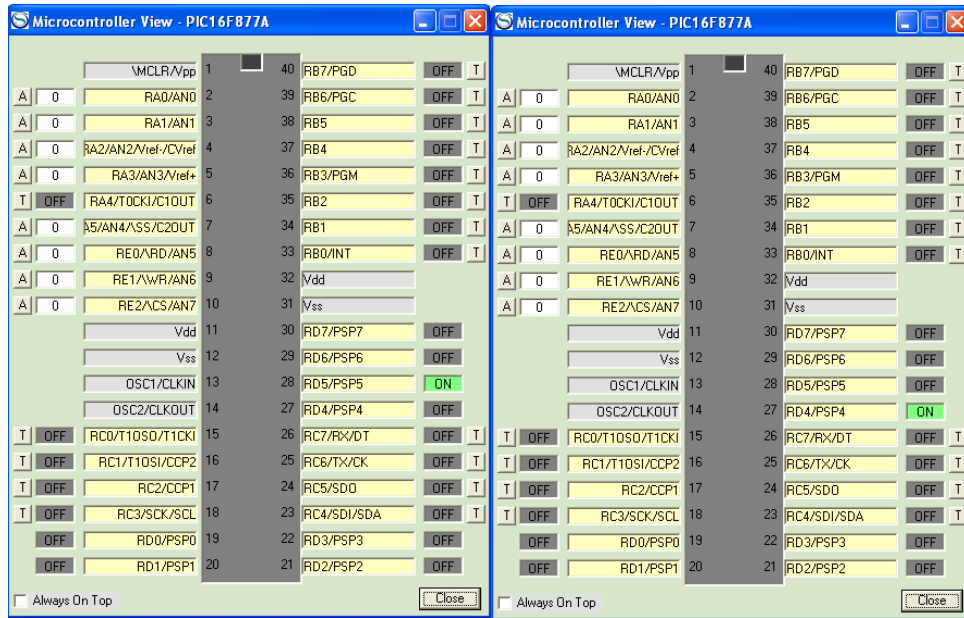 Microcontroller View - PIC16F877A
\MCLR/Vpp 1 40 RB7/PGD OFF T
A 0 RA0/AN0 2 39 RB6/PGC OFF T
A 0 RA1/AN1 3 38 RB5 OFF T
A 0 RA2/AN2/Vref-/CVref 4 37 RB4 OFF T
A 0 RA3/AN3/Vref+ 5 36 RB3/PGM OFF T
T OFF RA4/T0CKI/C1OUT 6 35 RB2 OFF T
A 0 A5/AN4/\SS/C2OUT 7 34 RB1 OFF T
A 0 RE0/\RD/AN5 8 33 RB0/INT OFF T
A 0 RE1/\WR/AN6 9 32 Vdd
A 0 RE2/\CS/AN7 10 31 Vss
Vdd 11 30 RD7/PSP7 OFF
Vss 12 29 RD6/PSP6 OFF
OSC1/CLKIN 13 28 RD5/PSP5 ON
OSC2/CLKOUT 14 27 RD4/PSP4 OFF
T OFF RC0/T1OSO/T1CKI 15 26 RC7/RX/DT OFF T
T OFF RC1/T1OSI/CCP2 16 25 RC6/TX/CK OFF T
T OFF RC2/CCP1 17 24 RC5/SDO OFF T
T OFF RC3/SCK/SCL 18 23 RC4/SDI/SDA OFF T
OFF RD0/PSP0 19 22 RD3/PSP3 OFF
OFF RD1/PSP1 20 21 RD2/PSP2 OFF
Always On Top Close
Microcontroller View - PIC16F877A
\MCLR/Vpp 1 40 RB7/PGD OFF T
A 0 RA0/AN0 2 39 RB6/PGC OFF T
A 0 RA1/AN1 3 38 RB5 OFF T
A 0 RA2/AN2/Vref-/CVref 4 37 RB4 OFF T
A 0 RA3/AN3/Vref+ 5 36 RB3/PGM OFF T
T OFF RA4/T0CKI/C1OUT 6 35 RB2 OFF T
A 0 A5/AN4/\SS/C2OUT 7 34 RB1 OFF T
A 0 RE0/\RD/AN5 8 33 RB0/INT OFF T
A 0 RE1/\WR/AN6 9 32 Vdd
A 0 RE2/\CS/AN7 10 31 Vss
Vdd 11 30 RD7/PSP7 OFF
Vss 12 29 RD6/PSP6 OFF
OSC1/CLKIN 13 28 RD5/PSP5 OFF
OSC2/CLKOUT 14 27 RD4/PSP4 ON
T OFF RC0/T1OSO/T1CKI 15 26 RC7/RX/DT OFF T
T OFF RC1/T1OSI/CCP2 16 25 RC6/TX/CK OFF T
T OFF RC2/CCP1 17 24 RC5/SDO OFF T
T OFF RC3/SCK/SCL 18 23 RC4/SDI/SDA OFF T
OFF RD0/PSP0 19 22 RD3/PSP3 OFF
OFF RD1/PSP1 20 21 RD2/PSP2 OFF
Always On Top Close